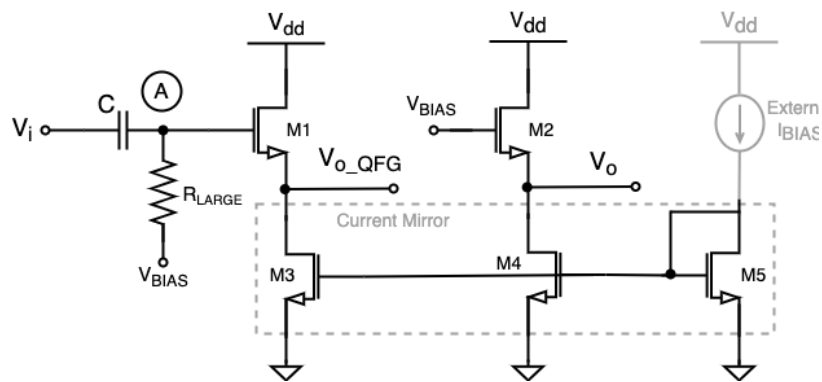 V_dd
V_dd
V_dd
A
C
V_i
M1
V_BIAS
M2
Extern
I_BIAS
R_LARGE
V_o_QFG
V_o
Current Mirror
V_BIAS
M3
M4
M5